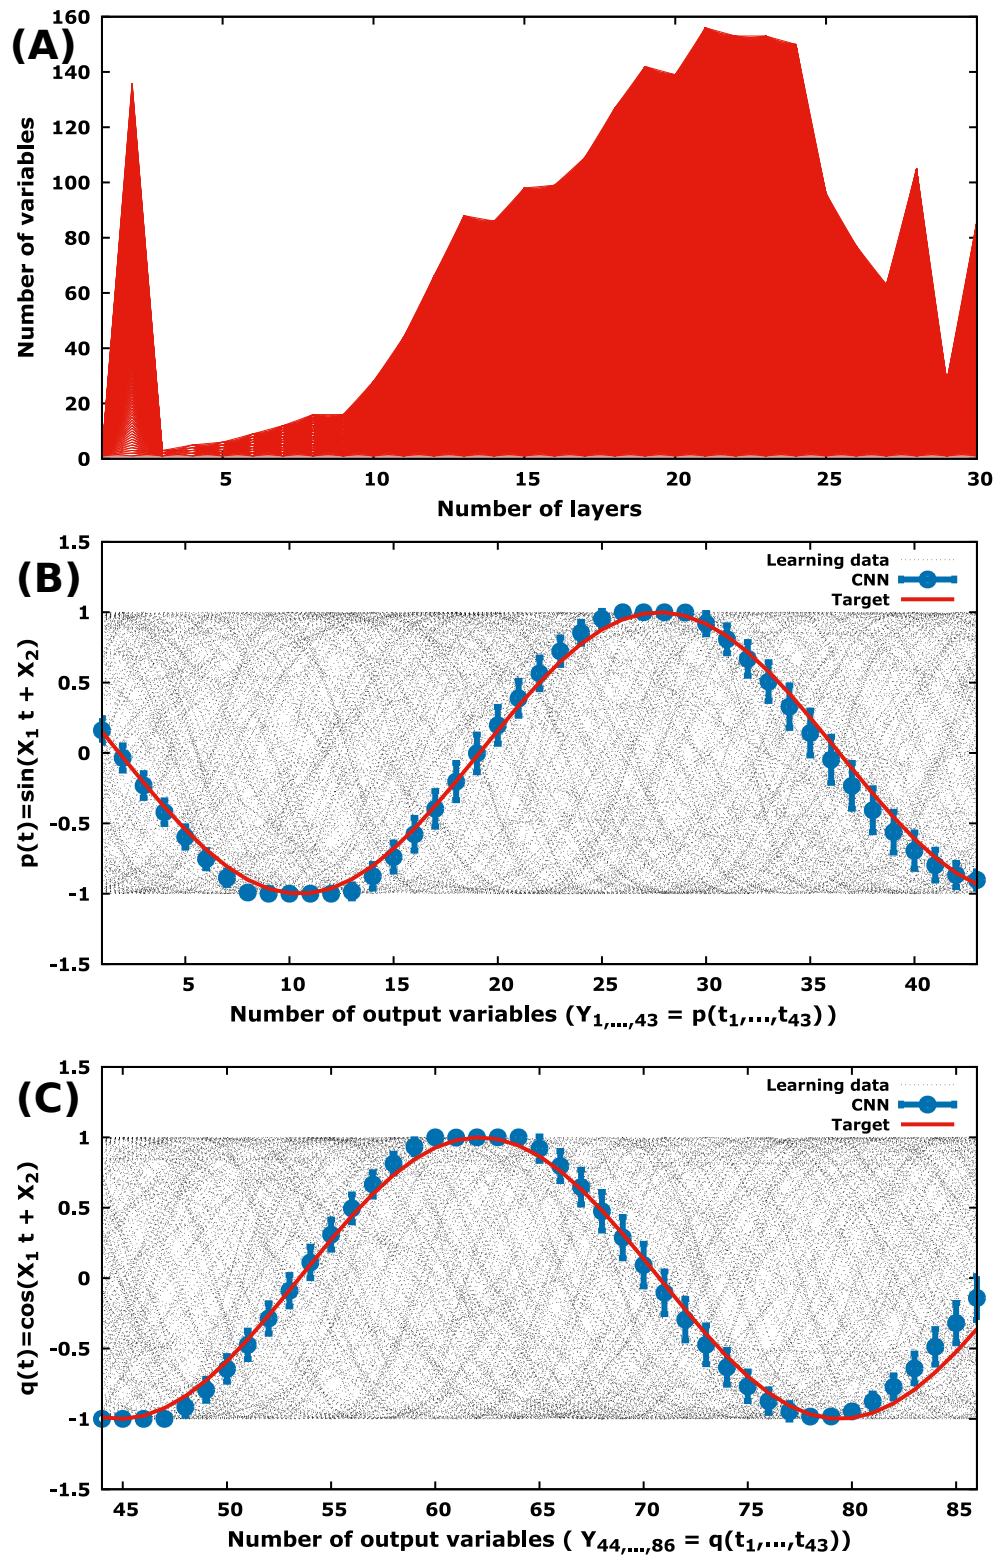 (A)
Number of variables
160
140
120
100
80
60
40
20
0
5 10 15 20 25 30
Number of layers
(B)
p(t)=sin(X₁ t + X₂)
1.5
1
0.5
0
-0.5
-1
-1.5
Learning data
CNN
Target
5 10 15 20 25 30 35 40
Number of output variables (Y₁,...,₄₃ = p(t₁,...,t₄₃))
(C)
q(t)=cos(X₁ t + X₂)
1.5
1
0.5
0
-0.5
-1
-1.5
Learning data
CNN
Target
45 50 55 60 65 70 75 80 85
Number of output variables ( Y₄₄,...,₈₆ = q(t₁,...,t₄₃))